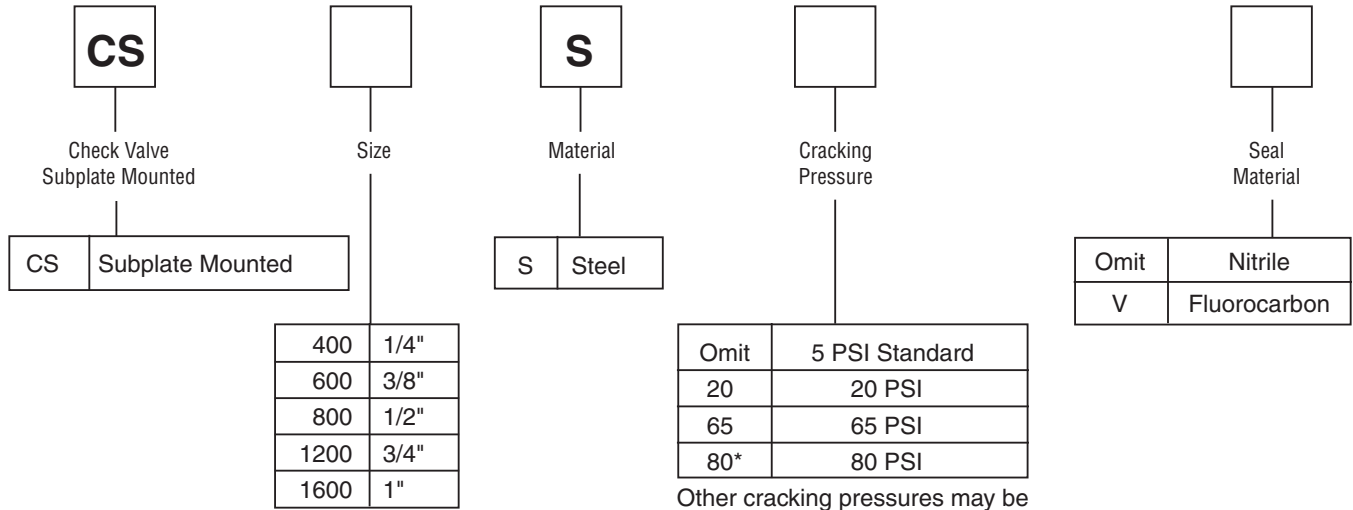 CS S
Check Valve
Subplate Mounted
Size
Material
Cracking
Pressure
Seal
Material
CS Subplate Mounted
S Steel
Omit Nitrile
V Fluorocarbon
400 1/4"
600 3/8"
800 1/2"
1200 3/4"
1600 1"
Omit 5 PSI Standard
20 20 PSI
65 65 PSI
80* 80 PSI
Other cracking pressures may be